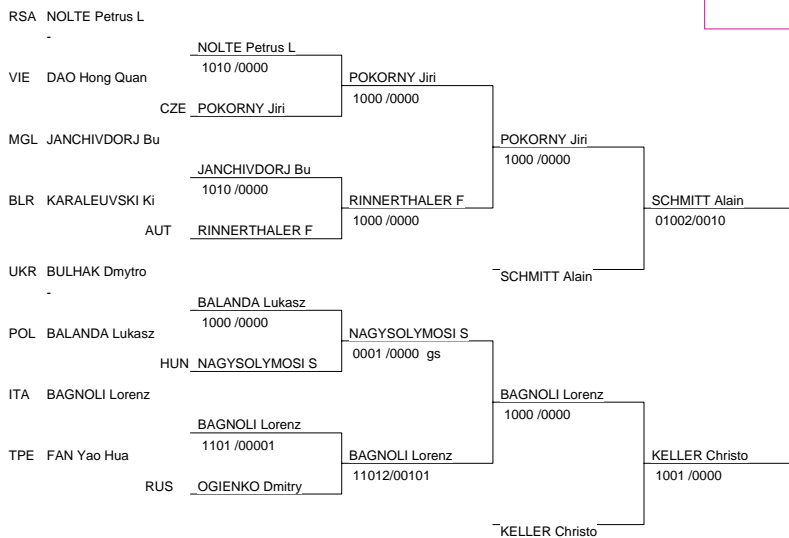 RSA NOLTE Petrus L
-
NOLTE Petrus L
1010 /0000
VIE DAO Hong Quan
POKORNY Jiri
1000 /0000
CZE POKORNY Jiri
MGL JANCHIVDORJ Bu
POKORNY Jiri
1000 /0000
JANCHIVDORJ Bu
1010 /0000
BLR KARALEUVSKI Ki
RINNERTHALER F
1000 /0000
SCHMITT Alain
01002/0010
AUT RINNERTHALER F
UKR BULHAK Dmytro
-
SCHMITT Alain
BALANDA Lukasz
1000 /0000
POL BALANDA Lukasz
NAGYSOLYMOSI S
0001 /0000 gs
HUN NAGYSOLYMOSI S
ITA BAGNOLI Lorenz
BAGNOLI Lorenz
1000 /0000
BAGNOLI Lorenz
1101 /00001
TPE FAN Yao Hua
BAGNOLI Lorenz
11012/00101
KELLER Christo
1001 /0000
RUS OGIENKO Dmitry
KELLER Christo